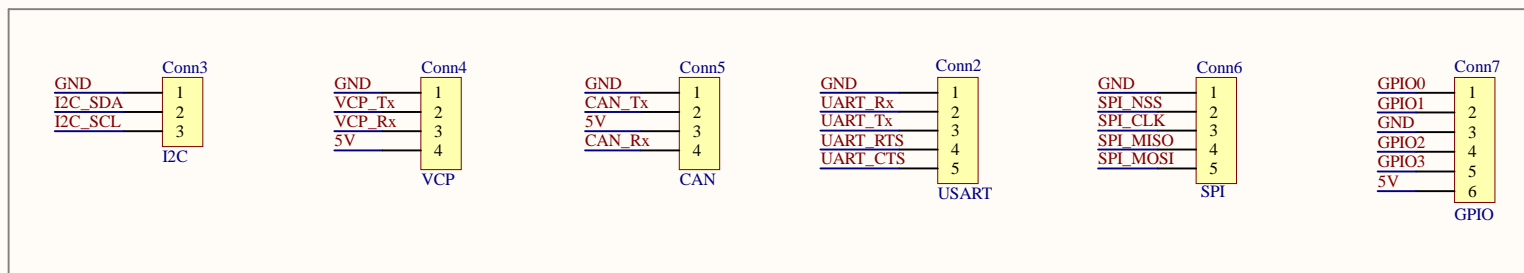 Conn3
GND 1
I2C_SDA 2
I2C_SCL 3
I2C
Conn4
GND 1
VCP_Tx 2
VCP_Rx 3
5V 4
VCP
Conn5
GND 1
CAN_Tx 2
5V 3
CAN_Rx 4
CAN
Conn2
GND 1
UART_Rx 2
UART_Tx 3
UART_RTS 4
UART_CTS 5
USART
Conn6
GND 1
SPI_NSS 2
SPI_CLK 3
SPI_MISO 4
SPI_MOSI 5
SPI
Conn7
GPIO0 1
GPIO1 2
GND 3
GPIO2 4
GPIO3 5
5V 6
GPIO